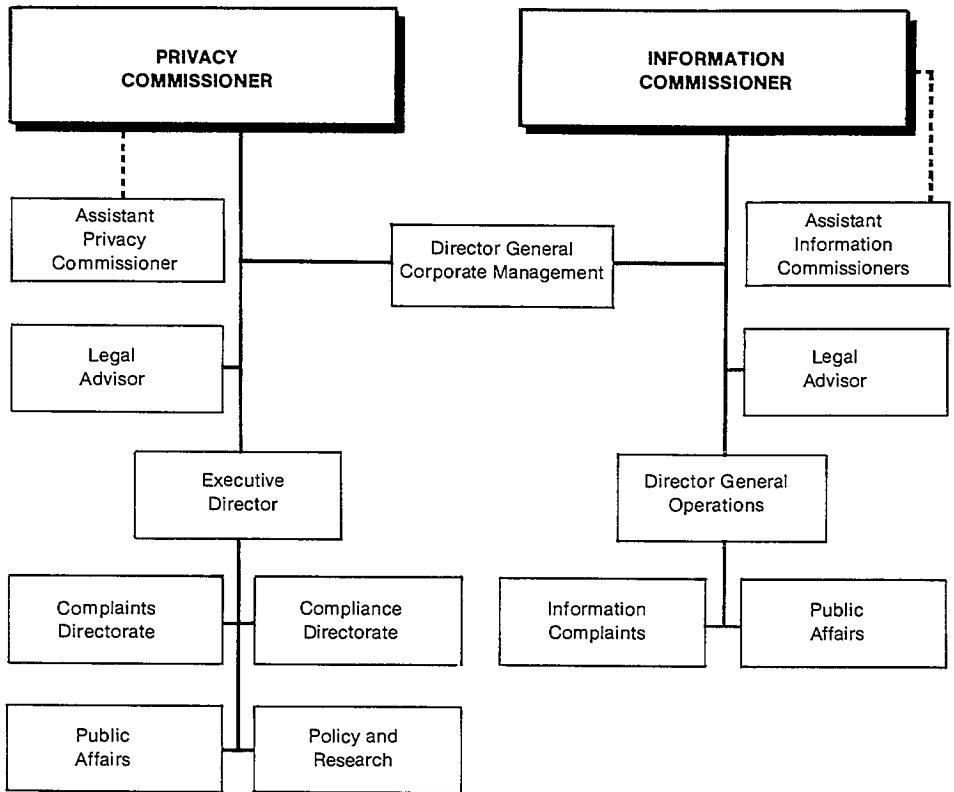 PRIVACY
COMMISSIONER
INFORMATION
COMMISSIONER
Assistant
Privacy
Commissioner
Director General
Corporate Management
Assistant
Information
Commissioners
Legal
Advisor
Legal
Advisor
Executive
Director
Director General
Operations
Complaints
Directorate
Compliance
Directorate
Information
Complaints
Public
Affairs
Public
Affairs
Policy and
Research